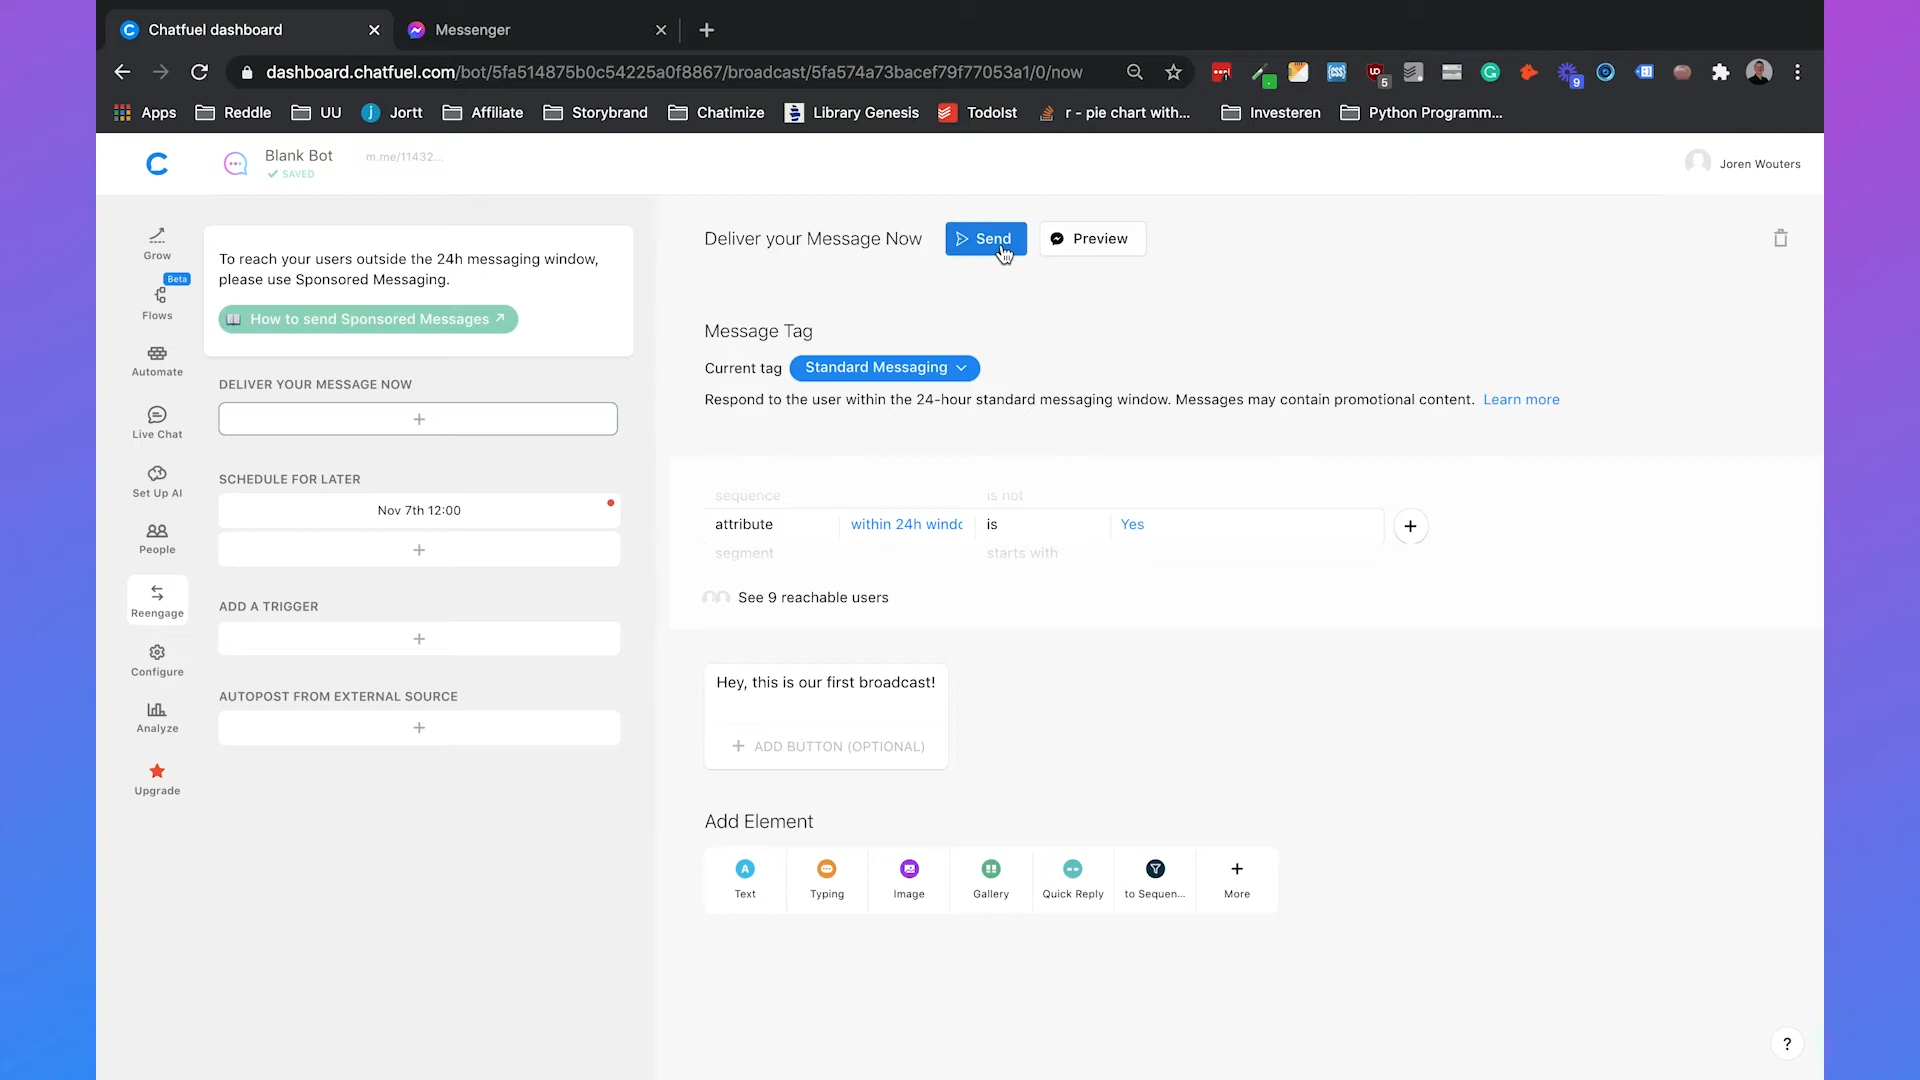 Chatfuel dashboard
Messenger
dashboard.chatfuel.com/bot/5fa514875b0c54225a0f8867/broadcast/5fa574a73bacef79f77053a1/0/now
5
9
Apps
Reddle
UU
Jortt
Affiliate
Storybrand
Chatimize
Library Genesis
TodoIst
r - pie chart with...
Investeren
Python Programm...
Blank Bot
m.me/11432...
SAVED
Joren Wouters
Grow
Beta
Flows
Automate
Live Chat
Set Up AI
People
Reengage
Configure
Analyze
Upgrade
To reach your users outside the 24h messaging window,
please use Sponsored Messaging.
How to send Sponsored Messages
DELIVER YOUR MESSAGE NOW
SCHEDULE FOR LATER
Nov 7th 12:00
ADD A TRIGGER
AUTOPOST FROM EXTERNAL SOURCE
Deliver your Message Now
Send
Preview
Message Tag
Current tag
Standard Messaging
Respond to the user within the 24-hour standard messaging window. Messages may contain promotional content. Learn more
sequence
is not
attribute
within 24h windo
is
Yes
segment
starts with
See 9 reachable users
Hey, this is our first broadcast!
ADD BUTTON (OPTIONAL)
Add Element
Text
Typing
Image
Gallery
Quick Reply
to Sequen...
More
?